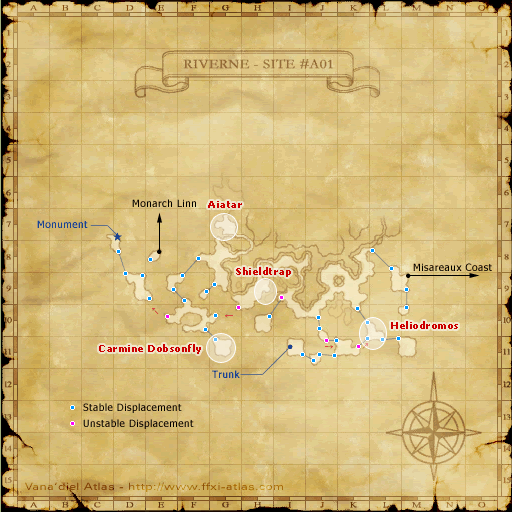 A B C D E F G H I J K L M N O
RIVERNE - SITE #A01
1
2
3
4
5
6
7
8
9
10
11
12
13
14
15
Aiatar
Monarch Linn
Monument
Shieldtrap
Misareaux Coast
Heliodromos
Carmine Dobsonfly
Trunk
Stable Displacement
Unstable Displacement
Vana'diel Atlas - http://www.ffxi-atlas.com
A B C D E F G H I J K L M N O